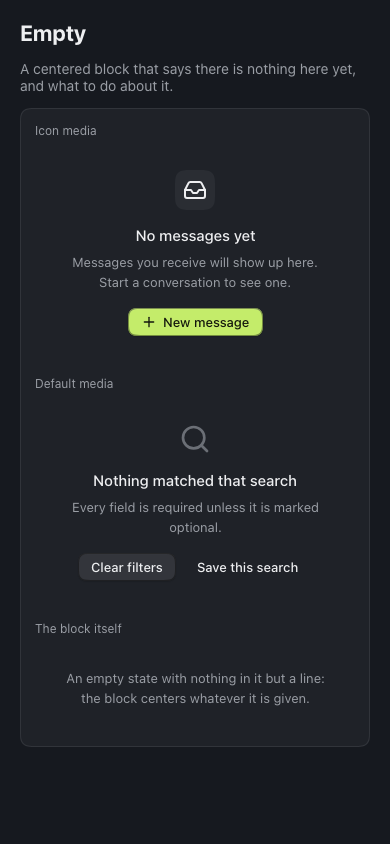 Empty
A centered block that says there is nothing here yet,
and what to do about it.
Icon media
No messages yet
Messages you receive will show up here.
Start a conversation to see one.
New message
Default media
Nothing matched that search
Every field is required unless it is marked
optional.
Clear filters
Save this search
The block itself
An empty state with nothing in it but a line:
the block centers whatever it is given.